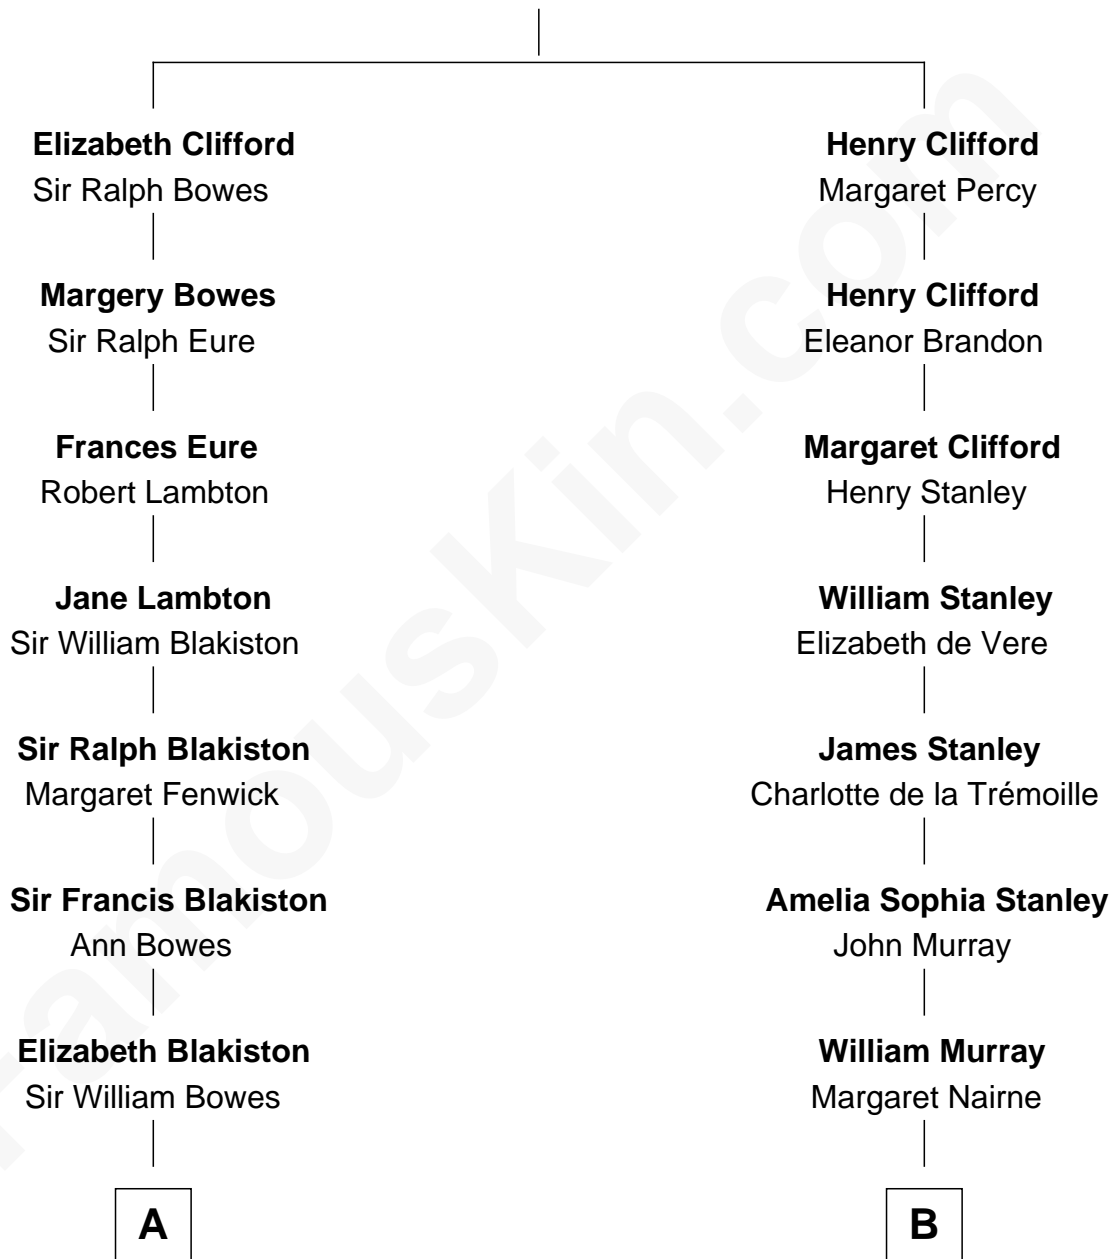 Elizabeth Clifford
Sir Ralph Bowes
Margery Bowes
Sir Ralph Eure
Frances Eure
Robert Lambton
Jane Lambton
Sir William Blakiston
Sir Ralph Blakiston
Margaret Fenwick
Sir Francis Blakiston
Ann Bowes
Elizabeth Blakiston
Sir William Bowes
A
Henry Clifford
Margaret Percy
Henry Clifford
Eleanor Brandon
Margaret Clifford
Henry Stanley
William Stanley
Elizabeth de Vere
James Stanley
Charlotte de la Trémoille
Amelia Sophia Stanley
John Murray
William Murray
Margaret Nairne
B
FamousKin.com